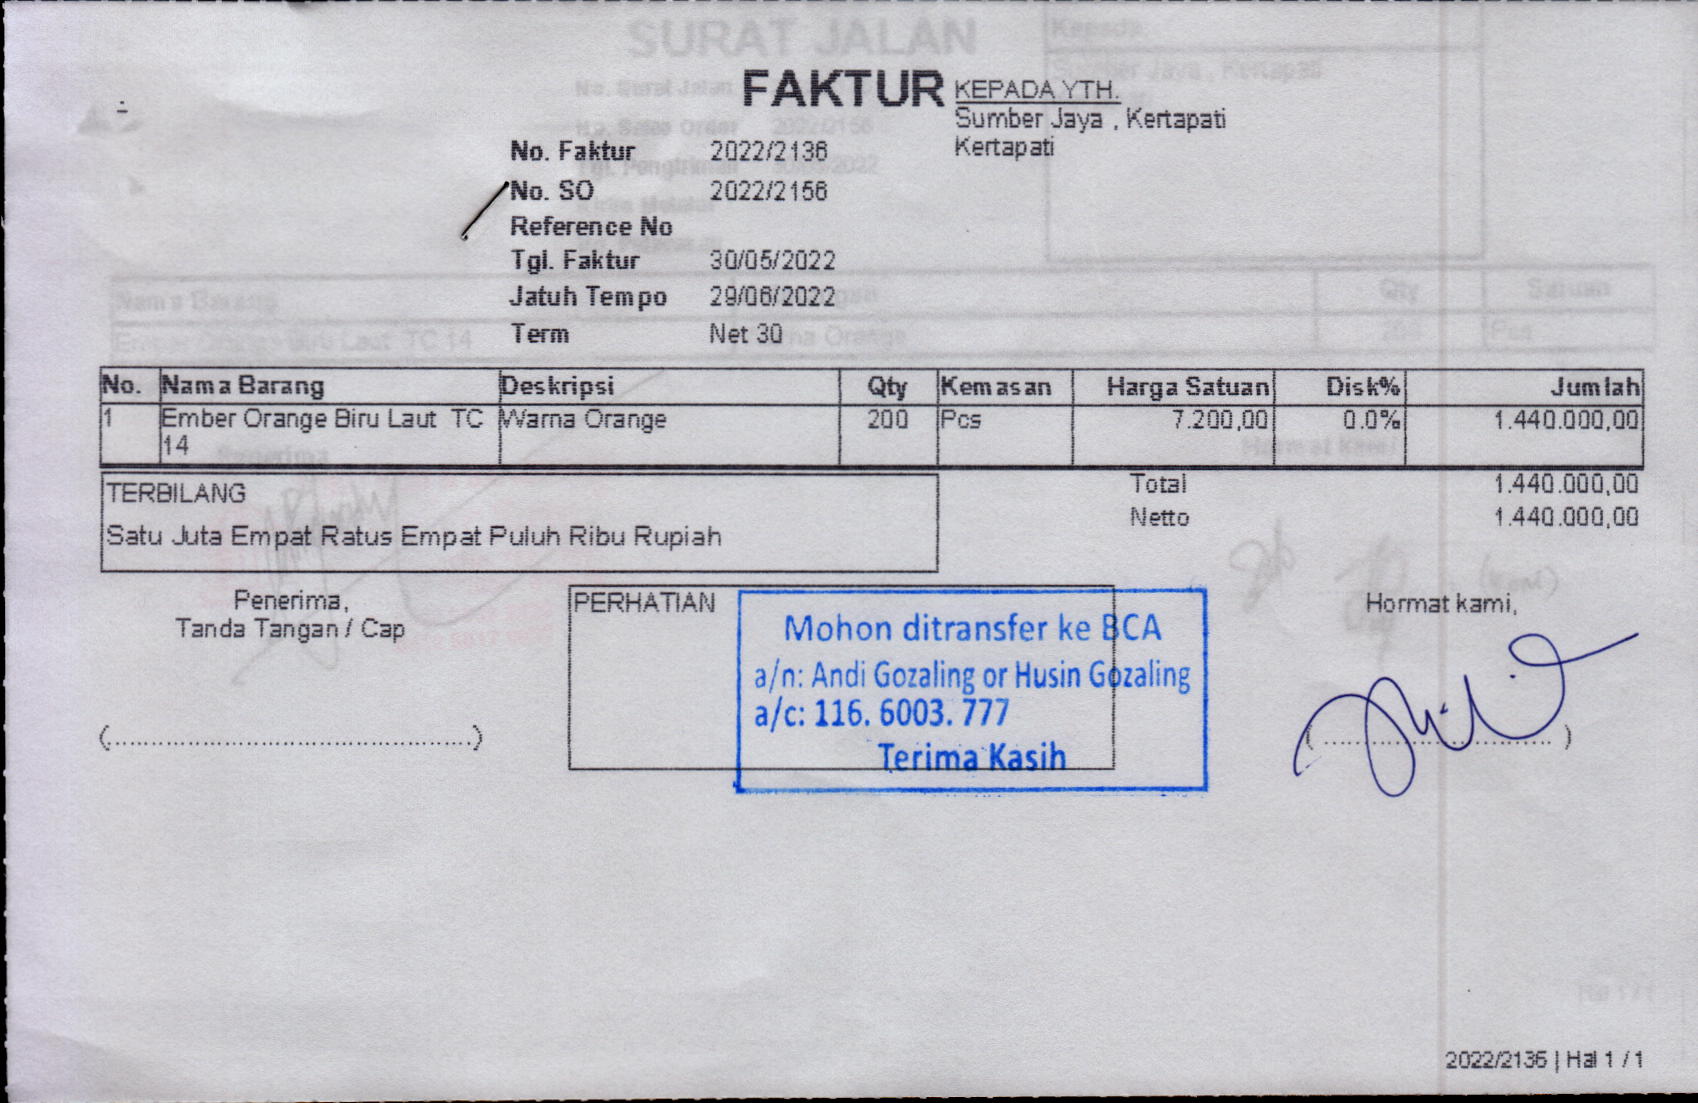 SURAT JALAN
Kepada
FAKTUR
KEPADA YTH.
Sumber Jaya , Kertapati
Kertapati
No. Faktur 2022/2136
No. SO 2022/2156
Reference No
Tgl. Faktur 30/05/2022
Jatuh Tempo 29/06/2022
Term Net 30
No. Nama Barang Deskripsi Qty Kemasan Harga Satuan Disk% Jumlah
1 Ember Orange Biru Laut TC Warna Orange 200 Pcs 7.200,00 0.0% 1.440.000,00
14
TERBILANG
Satu Juta Empat Ratus Empat Puluh Ribu Rupiah
Total 1.440.000,00
Netto 1.440.000,00
Penerima,
Tanda Tangan / Cap
(...............................................)
PERHATIAN
Mohon ditransfer ke BCA
a/n: Andi Gozaling or Husin Gozaling
a/c: 116. 6003. 777
Terima Kasih
Hormat kami,
(..............................)
2022/2136 | Hal 1 / 1